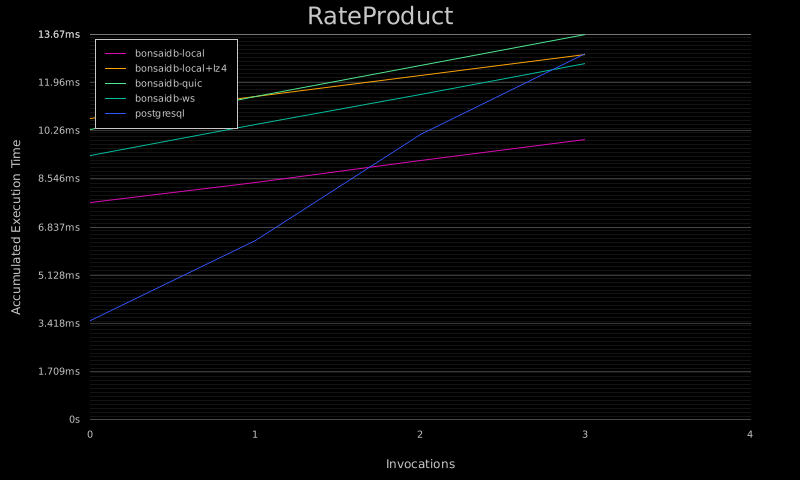 RateProduct
13.67ms
bonsaidb-local
bonsaidb-local+lz4
bonsaidb-quic
bonsaidb-ws
postgresql
11.96ms
10.26ms
8.546ms
6.837ms
5.128ms
3.418ms
1.709ms
0s
Accumulated Execution Time
0 1 2 3 4
Invocations